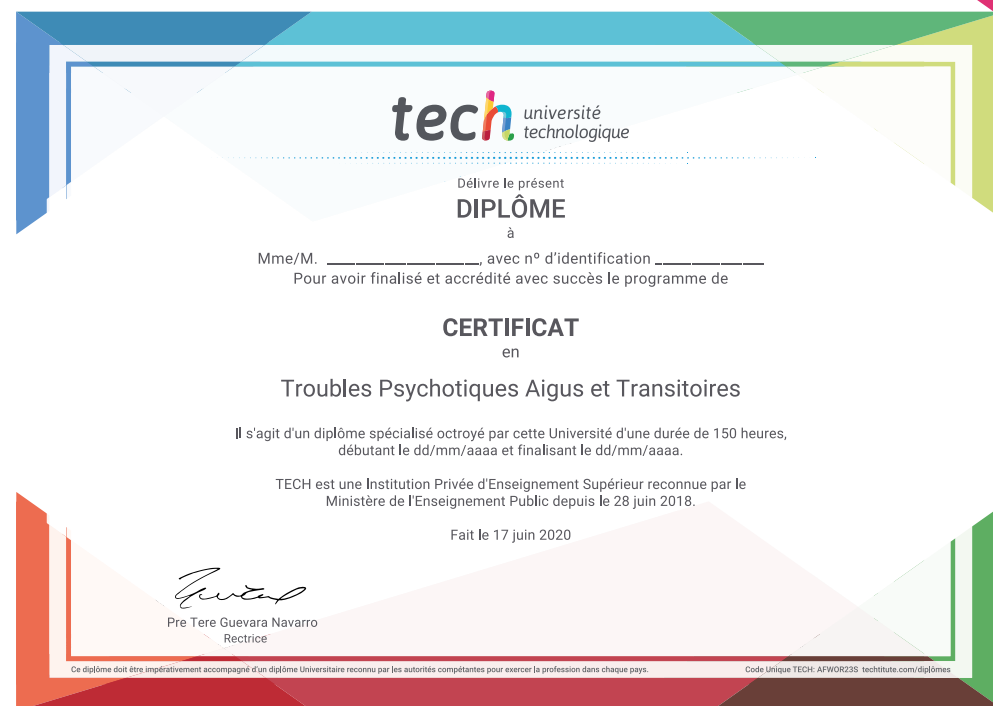 tech université
technologique
Délivre le présent
DIPLÔME
à
Mme/M. ____________________, avec nº d'identification ______________
Pour avoir finalisé et accrédité avec succès le programme de
CERTIFICAT
en
Troubles Psychotiques Aigus et Transitoires
Il s'agit d'un diplôme spécialisé octroyé par cette Université d'une durée de 150 heures,
débutant le dd/mm/aaaa et finalisant le dd/mm/aaaa.
TECH est une Institution Privée d'Enseignement Supérieur reconnue par le
Ministère de l'Enseignement Public depuis le 28 juin 2018.
Fait le 17 juin 2020
Pre Tere Guevara Navarro
Rectrice
Ce diplôme doit être impérativement accompagné d'un diplôme Universitaire reconnu par les autorités compétantes pour exercer la profession dans chaque pays.
Code Unique TECH: AFWOR23S techtitute.com/diplômes